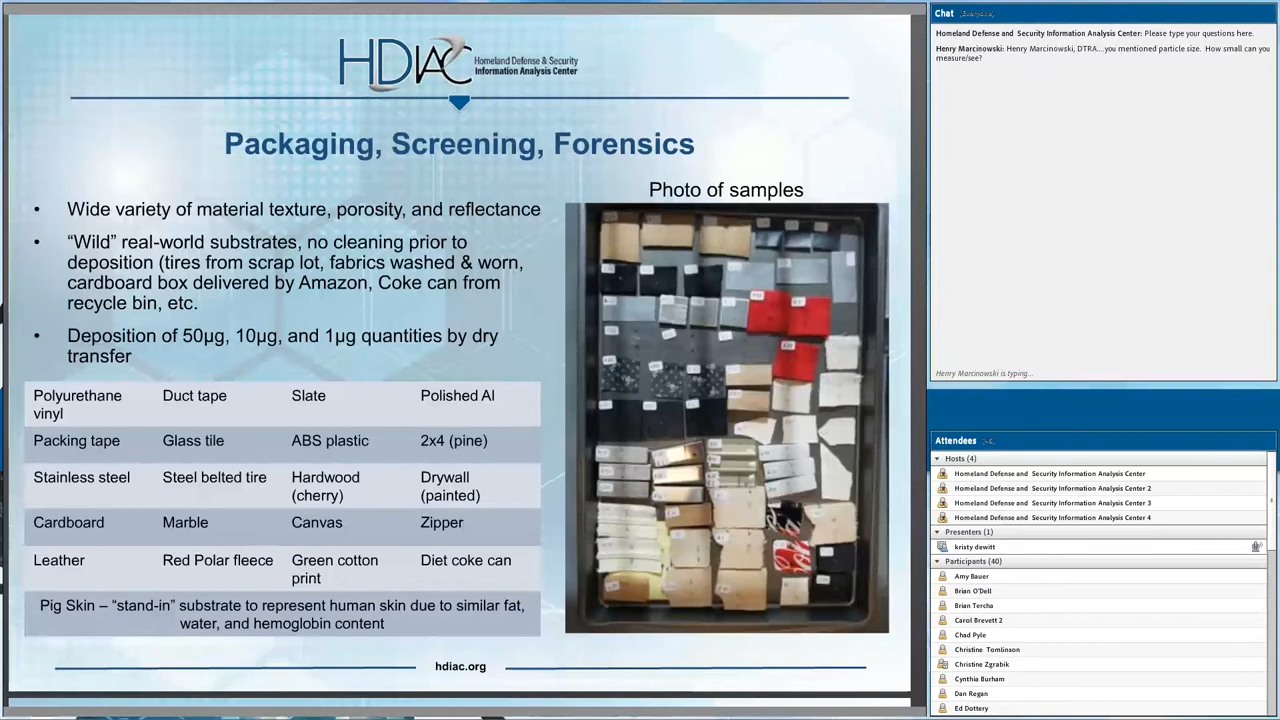 HDIAC Homeland Defense & Security
Information Analysis Center
Packaging, Screening, Forensics
• Wide variety of material texture, porosity, and reflectance
• “Wild” real-world substrates, no cleaning prior to
deposition (tires from scrap lot, fabrics washed & worn,
cardboard box delivered by Amazon, Coke can from
recycle bin, etc.
• Deposition of 50µg, 10µg, and 1µg quantities by dry
transfer
Photo of samples
Polyurethane vinyl Duct tape Slate Polished Al
Packing tape Glass tile ABS plastic 2x4 (pine)
Stainless steel Steel belted tire Hardwood (cherry) Drywall (painted)
Cardboard Marble Canvas Zipper
Leather Red Polar fleece Green cotton print Diet coke can
Pig Skin – “stand-in” substrate to represent human skin due to similar fat,
water, and hemoglobin content
hdiac.org
Chat (Everyone)
Homeland Defense and Security Information Analysis Center: Please type your questions here.
Henry Marcinowski: Henry Marcinowski, DTRA....you mentioned particle size. How small can you
measure/see?
Henry Marcinowski is typing...
Attendees
Hosts (4)
Homeland Defense and Security Information Analysis Center
Homeland Defense and Security Information Analysis Center 2
Homeland Defense and Security Information Analysis Center 3
Homeland Defense and Security Information Analysis Center 4
Presenters (1)
kristy dewitt
Participants (40)
Amy Bauer
Brian O'Dell
Brian Tercha
Carol Brevett 2
Chad Pyle
Christine Tomlinson
Christine Zgrabik
Cynthia Burham
Dan Regan
Ed Dottery